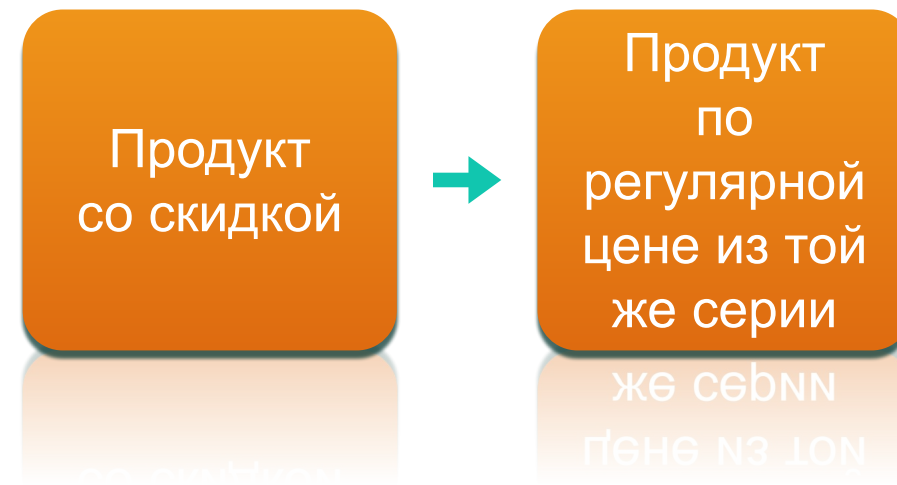 Продукт
со скидкой
Продукт
по
регулярной
цене из той
же серии